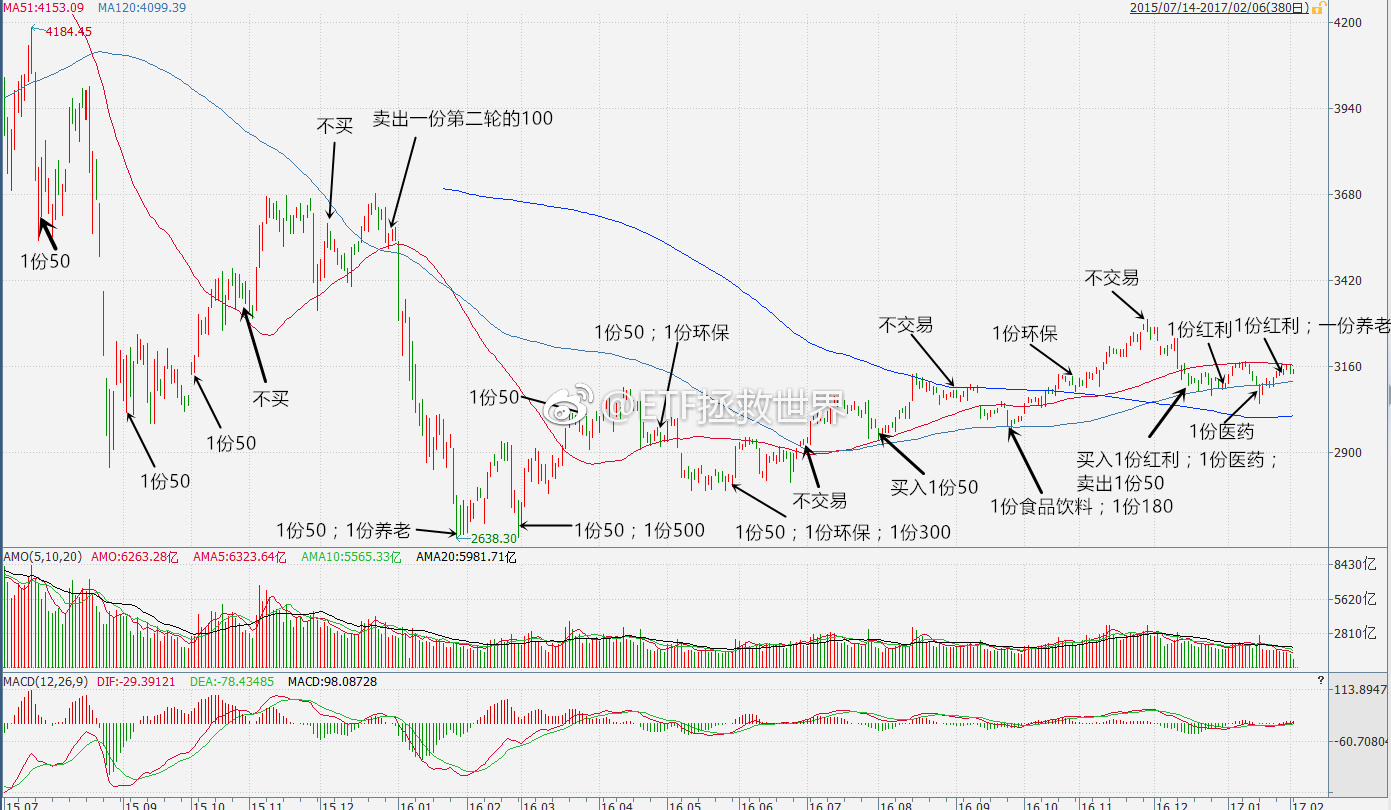 MA51:4153.09 MA120:4099.39
2015/07/14-2017/02/06(380日)
4200
4184.45
3940
卖出一份第二轮的100
不买
3680
1份50
3420
不交易
1份50；1份环保
不交易
1份环保
1份红利
1份红利；一份养老
3160
不买
1份50
@ETF拯救世界
1份50
1份医药
2900
1份50
买入1份红利；1份医药；
卖出1份50
买入1份50
不交易
1份食品饮料；1份180
1份50；1份养老
2638.30
1份50；1份500
1份50；1份环保；1份300
AMO(5,10,20) AMO:6263.28亿 AMA5:6323.64亿 AMA10:5565.33亿 AMA20:5981.71亿
8430亿
5620亿
2810亿
MACD(12,26,9) DIF:-29.39121 DEA:-78.43485 MACD:98.08728
?
113.8947
-60.70804
15.07 15.09 15.10 15.11 15.12 16.01 16.02 16.03 16.04 16.05 16.06 16.07 16.08 16.09 16.10 16.11 16.12 17.01 17.02